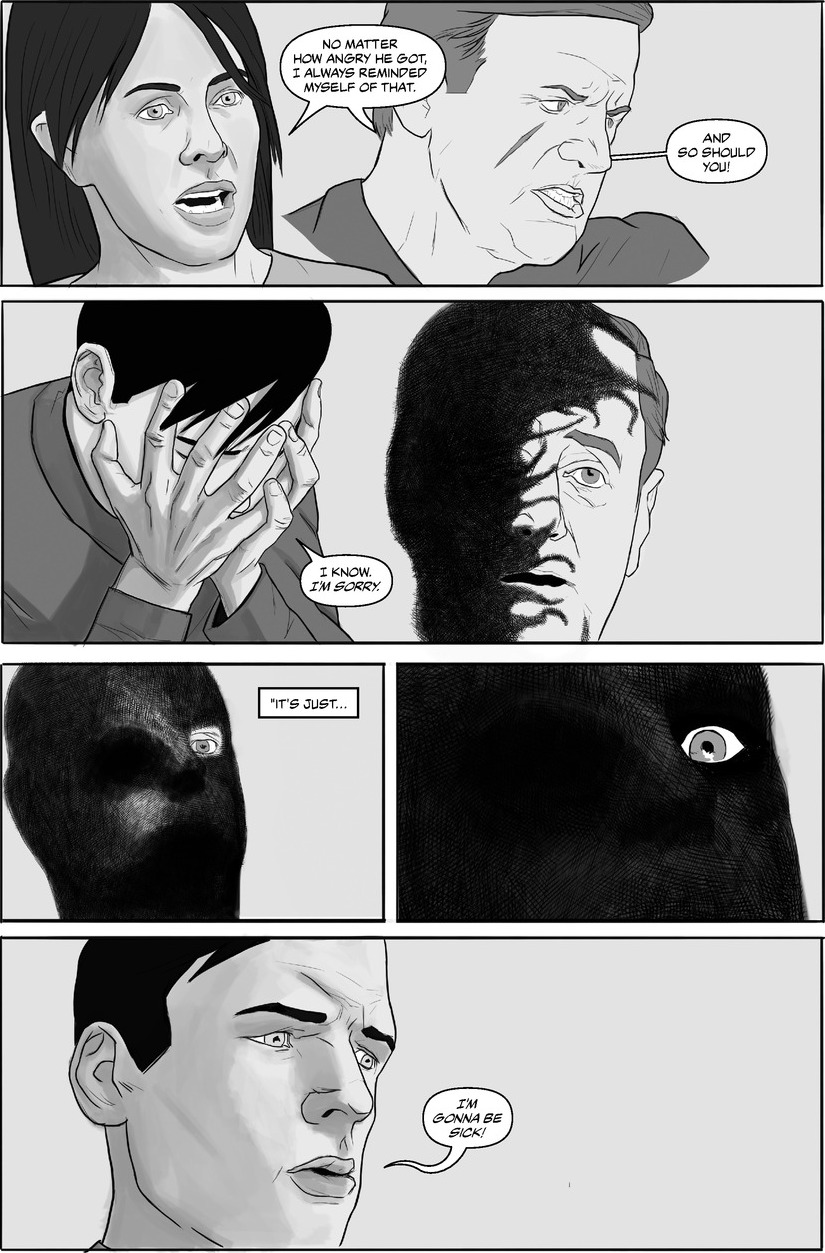 NO MATTER
HOW ANGRY HE GOT,
I ALWAYS REMINDED
MYSELF OF THAT.
AND
SO SHOULD
YOU!
I KNOW.
I'M SORRY.
"IT'S JUST...
I'M
GONNA BE
SICK!